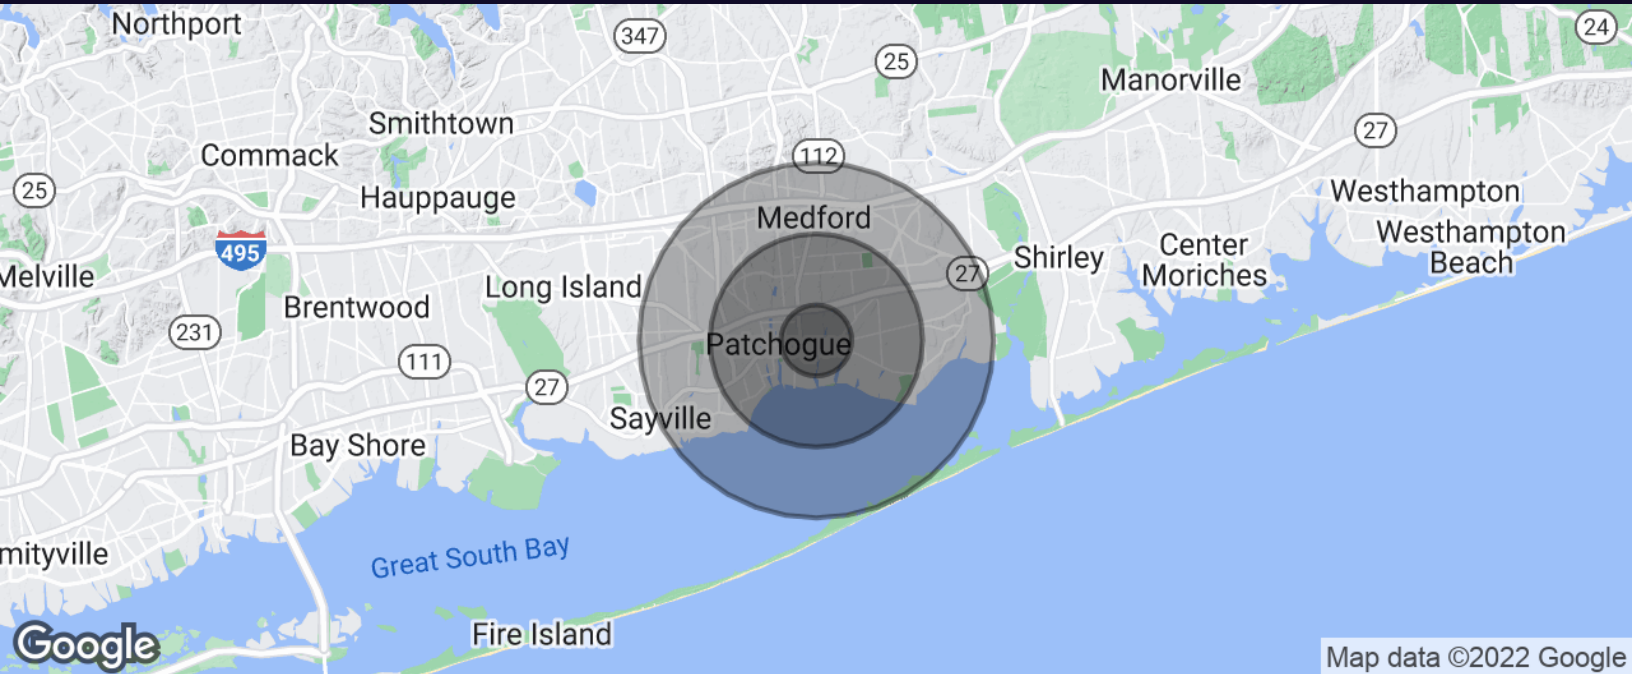 Northport
347
24
25
Manorville
Smithtown
27
Commack
112
25
Hauppauge
Westhampton
Medford
Westhampton
Beach
Center
Moriches
495
Shirley
27
Melville
Long Island
Brentwood
231
Patchogue
111
27
Sayville
Bay Shore
mityville
Great South Bay
Fire Island
Google
Map data ©2022 Google